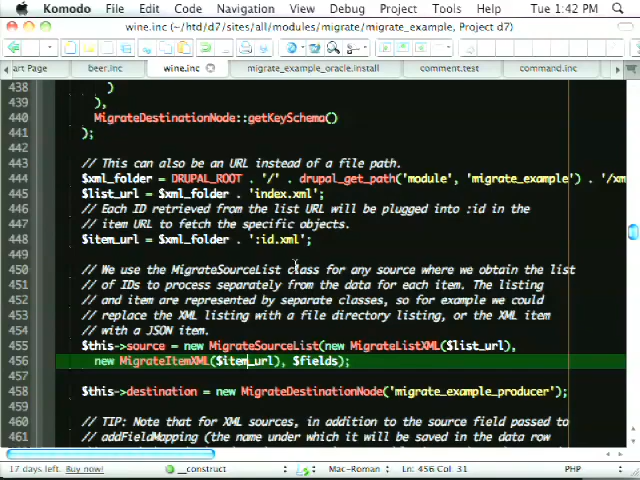 Komodo File Edit Code Navigation View Debug Project Tools Help Tue 1:42 PM
wine.inc (~/htd/d7/sites/all/modules/migrate/migrate_example, Project d7)
art Page beer.inc wine.inc migrate_example_oracle.install comment.test command.inc
438 )
439 ),
440 MigrateDestinationNode::getKeySchema()
441 );
442
443 // This can also be an URL instead of a file path.
444 $xml_folder = DRUPAL_ROOT . '/' . drupal_get_path('module', 'migrate_example') . '/xm
445 $list_url = $xml_folder . 'index.xml';
446 // Each ID retrieved from the list URL will be plugged into :id in the
447 // item URL to fetch the specific objects.
448 $item_url = $xml_folder . ':id.xml';
449
450 // We use the MigrateSourceList class for any source where we obtain the list
451 // of IDs to process separately from the data for each item. The listing
452 // and item are represented by separate classes, so for example we could
453 // replace the XML listing with a file directory listing, or the XML item
454 // with a JSON item.
455 $this->source = new MigrateSourceList(new MigrateListXML($list_url),
456 new MigrateItemXML($item_url), $fields);
457
458 $this->destination = new MigrateDestinationNode('migrate_example_producer');
459
460 // TIP: Note that for XML sources, in addition to the source field passed to
461 // addFieldMapping (the name under which it will be saved in the data row
17 days left. Buy now! __construct Mac-Roman Ln: 456 Col: 31 PHP